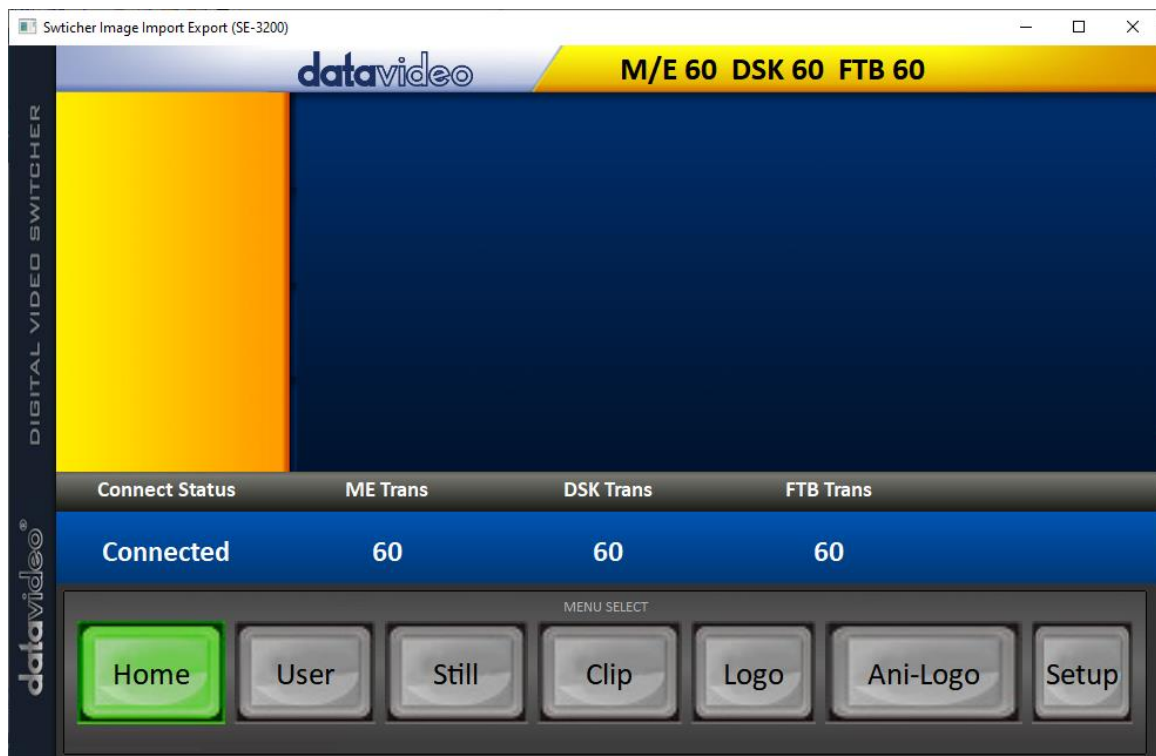 Swticher Image Import Export (SE-3200)
datavideo
M/E 60 DSK 60 FTB 60
DIGITAL VIDEO SWITCHER
datavideo®
Connect Status ME Trans DSK Trans FTB Trans
Connected 60 60 60
MENU SELECT
Home User Still Clip Logo Ani-Logo Setup